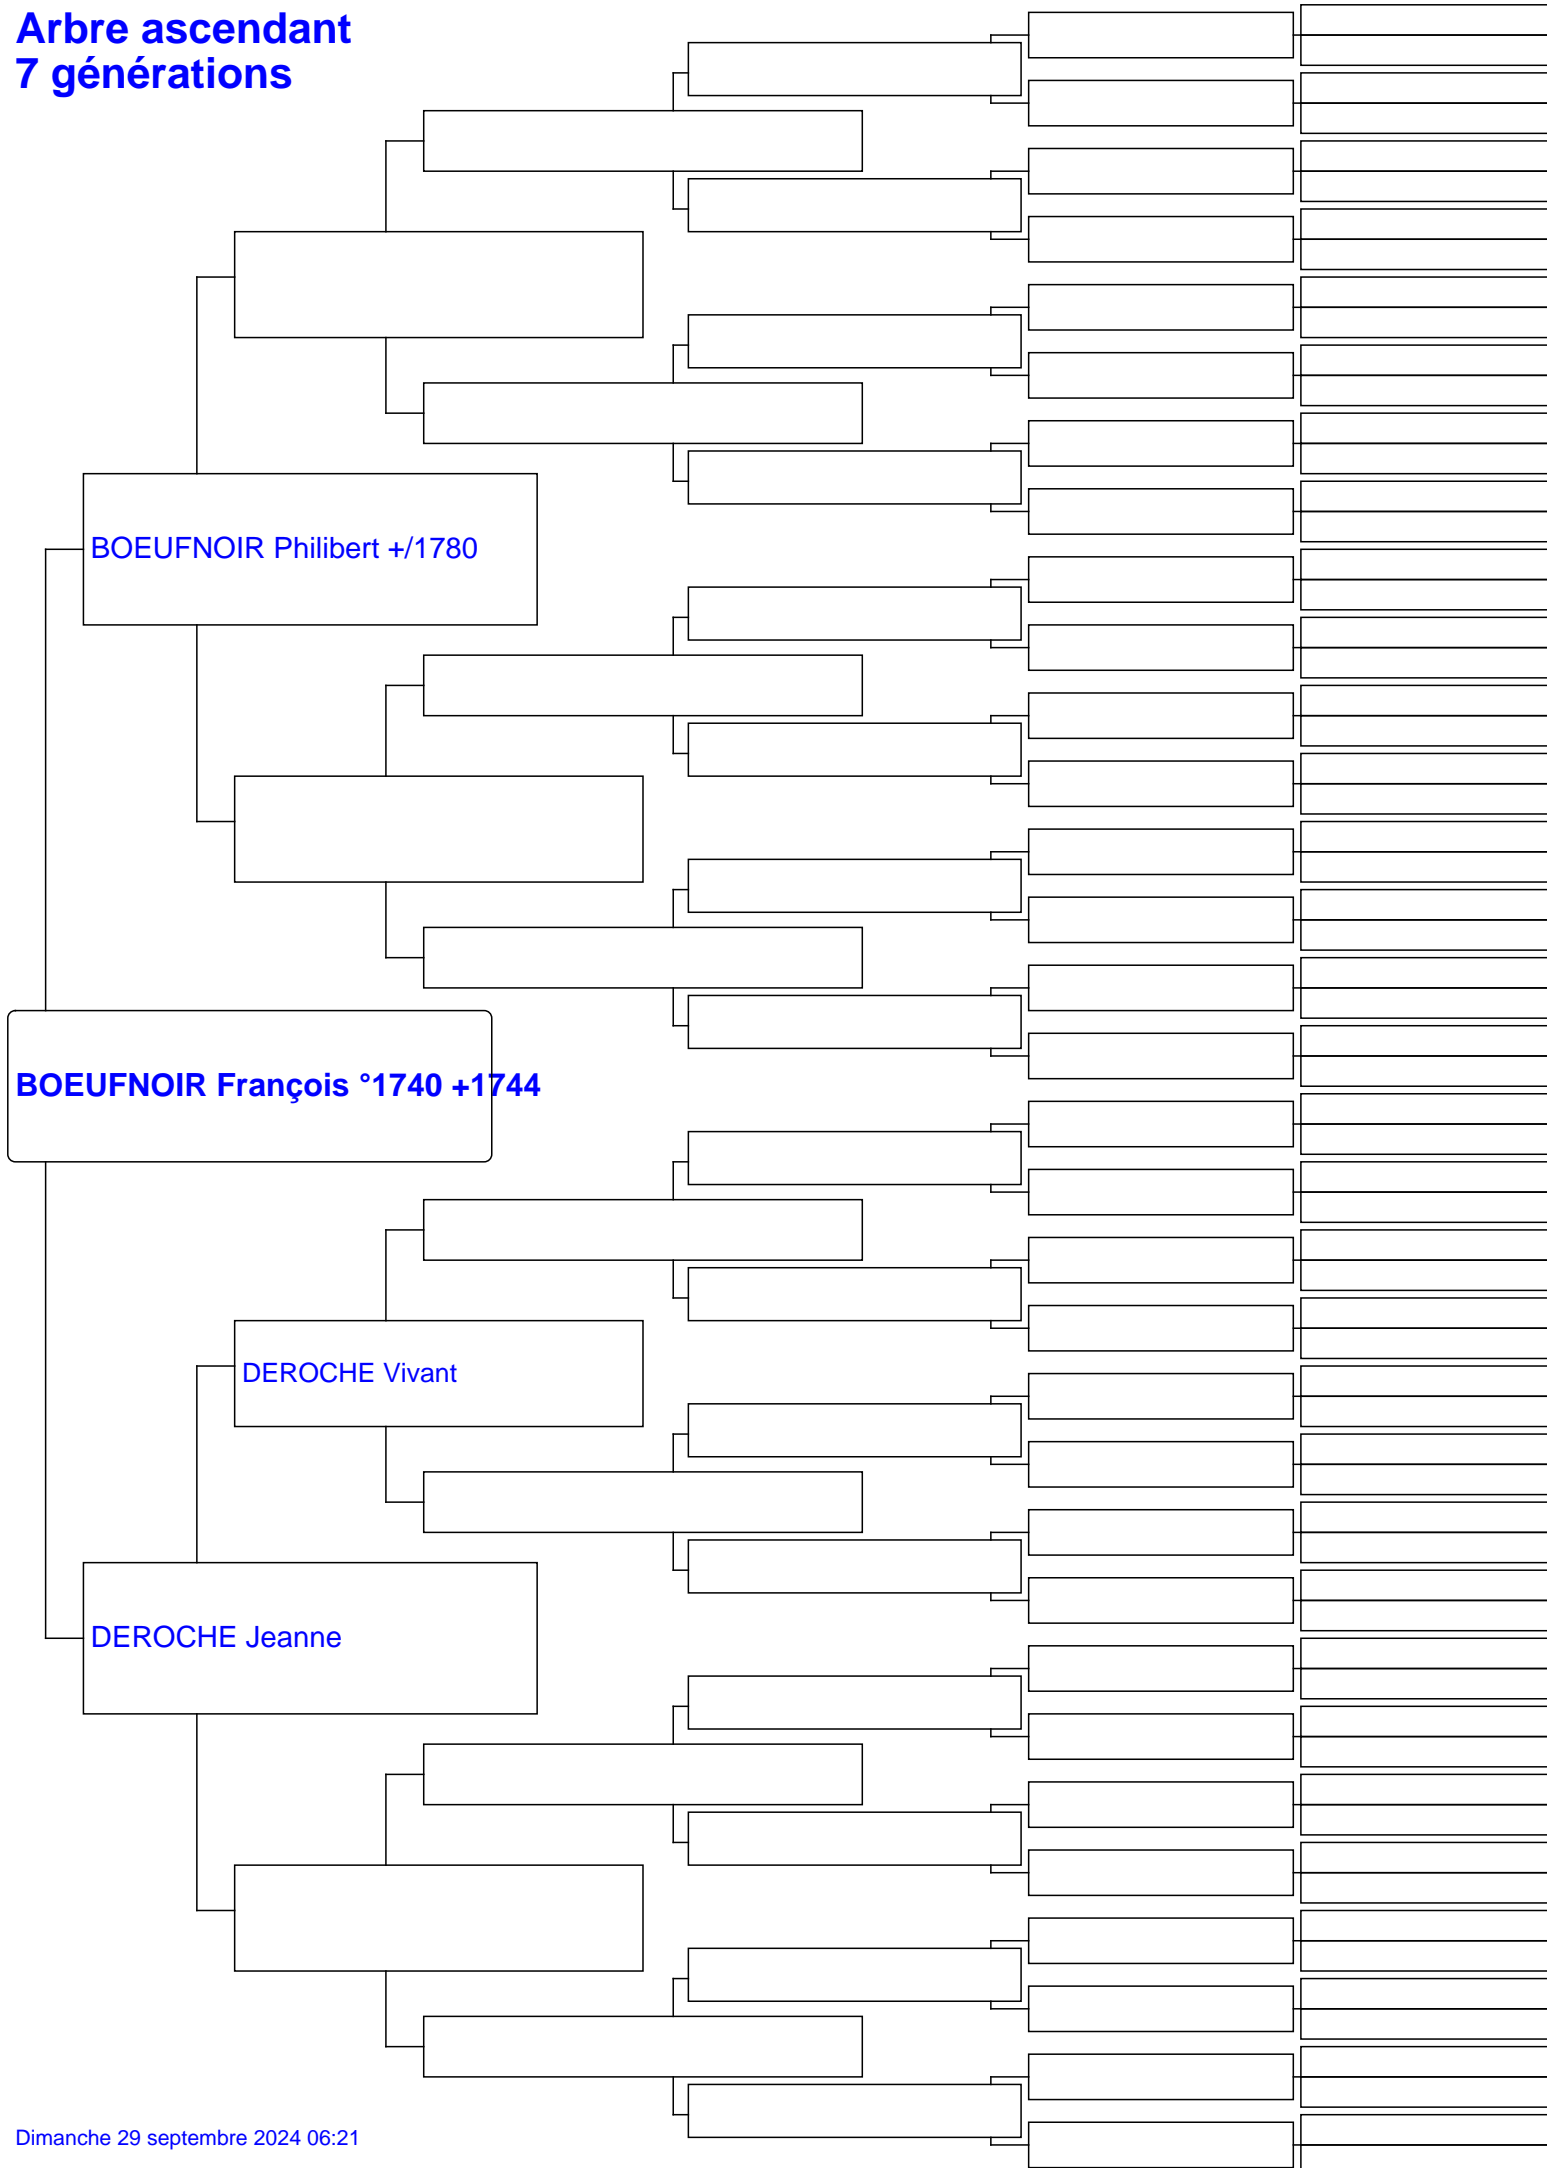 Arbre ascendant
7 générations
BOEUFNOIR Philibert +/1780
BOEUFNOIR François °1740 +1744
DEROCHE Vivant
DEROCHE Jeanne
Dimanche 29 septembre 2024 06:21